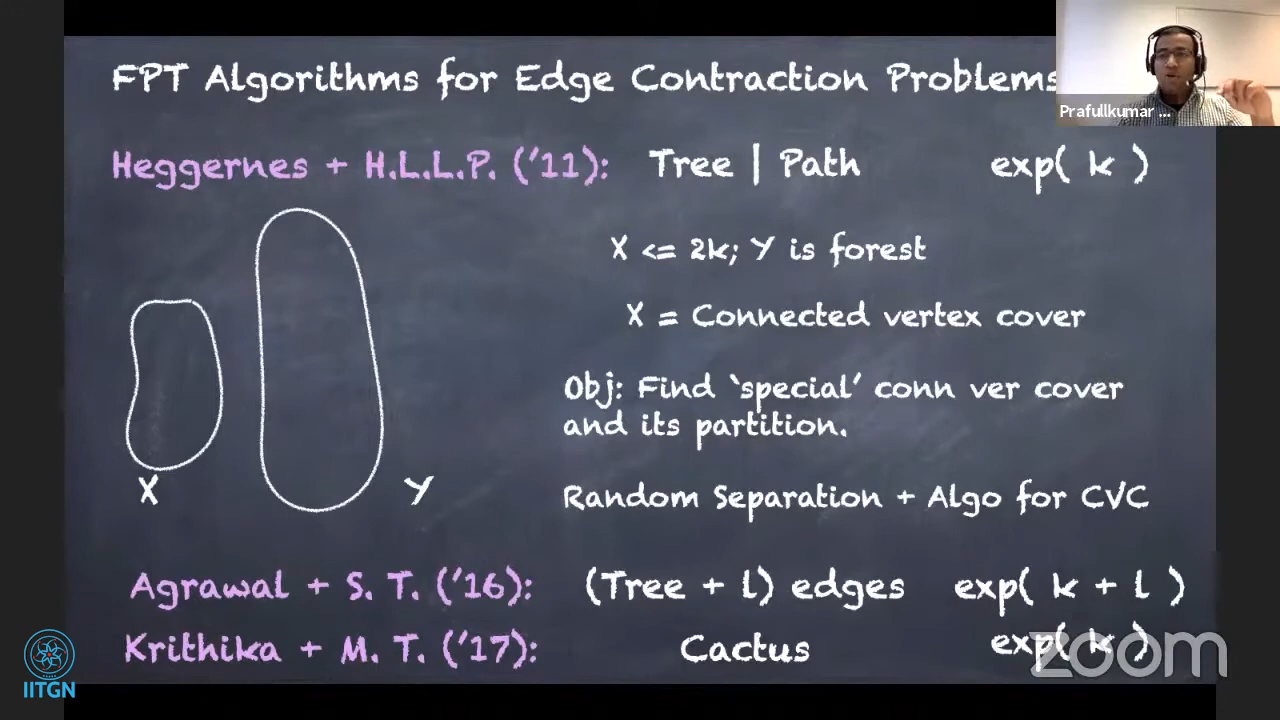 FPT Algorithms for Edge Contraction Problems
Prafullkumar ...
Heggernes + H.L.L.P. ('11): Tree | Path exp( k )
X <= 2k; Y is forest
X = Connected vertex cover
Obj: Find 'special' conn ver cover
and its partition.
X Y
Random Separation + Algo for CVC
Agrawal + S. T. ('16): (Tree + l) edges exp( k + l )
Krithika + M. T. ('17): Cactus exp( k )
zoom
IITGN